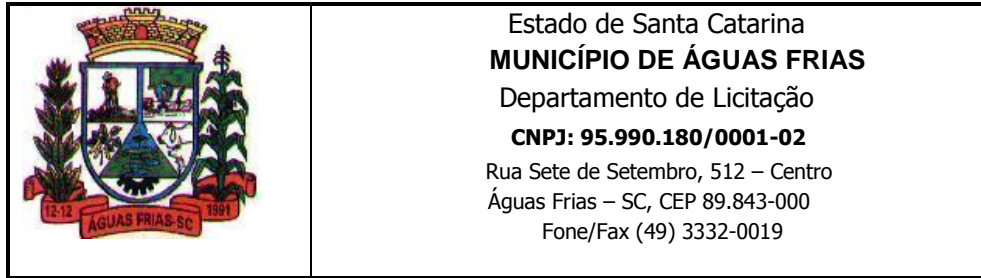 Estado de Santa Catarina
MUNICÍPIO DE ÁGUAS FRIAS
Departamento de Licitação
CNPJ: 95.990.180/0001-02
Rua Sete de Setembro, 512 – Centro
Águas Frias – SC, CEP 89.843-000
Fone/Fax (49) 3332-0019
12-12
ÁGUAS FRIAS-SC
1991